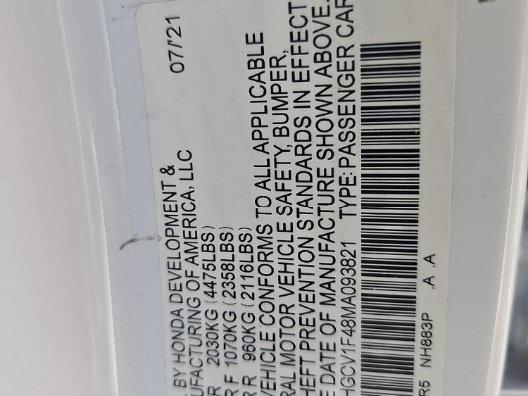 BY HONDA DEVELOPMENT & 07/'21
UFACTURING OF AMERICA, LLC
R 2030KG (4475LBS)
R F 1070KG (2358LBS)
R R 960KG (2116LBS)
VEHICLE CONFORMS TO ALL APPLICABLE
RAL MOTOR VEHICLE SAFETY, BUMPER,
HEFT PREVENTION STANDARDS IN EFFECT
E DATE OF MANUFACTURE SHOWN ABOVE.
HGCV1F48MA093821 TYPE: PASSENGER CAR
R5 NH883P .A .A